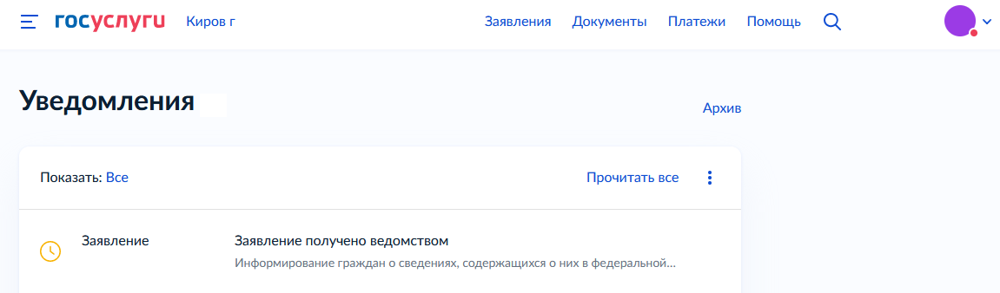 госуслуги Киров г Заявления Документы Платежи Помощь
Уведомления
Архив
Показать: Все Прочитать все
Заявление Заявление получено ведомством
Информирование граждан о сведениях, содержащихся о них в федеральной...